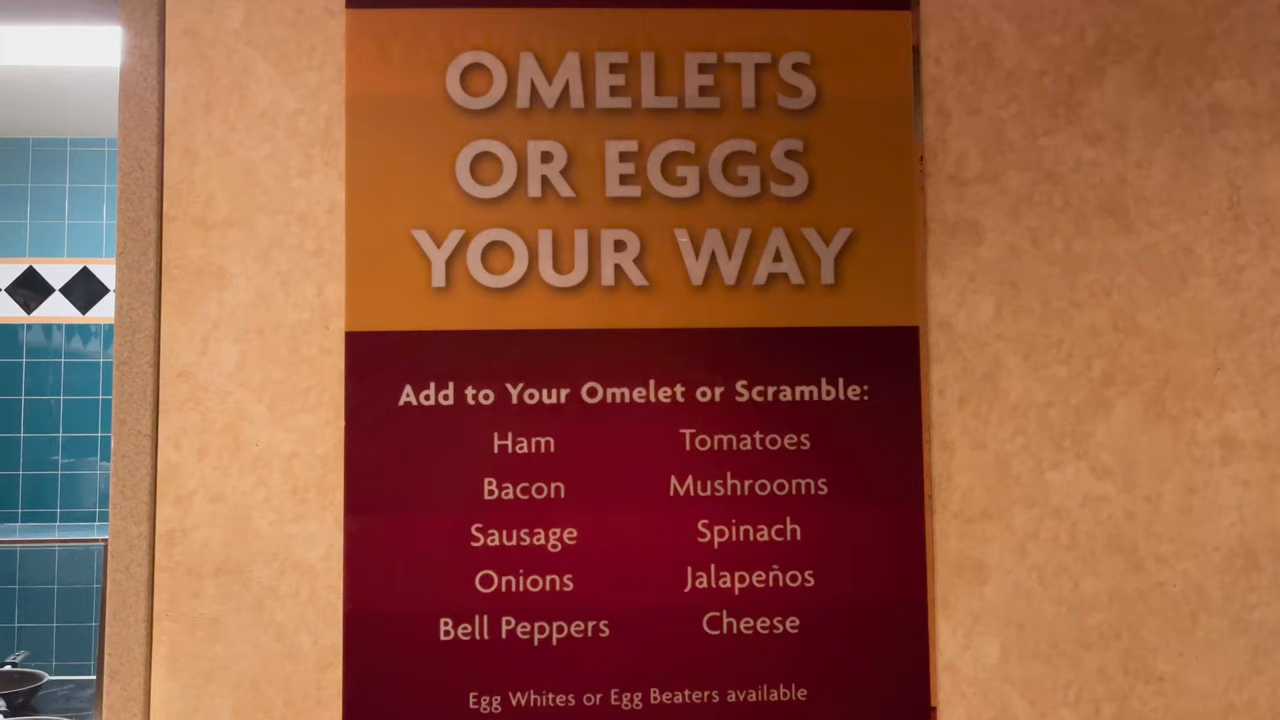 OMELETS
OR EGGS
YOUR WAY
Add to Your Omelet or Scramble:
Ham
Bacon
Sausage
Onions
Bell Peppers
Tomatoes
Mushrooms
Spinach
Jalapeños
Cheese
Egg Whites or Egg Beaters available